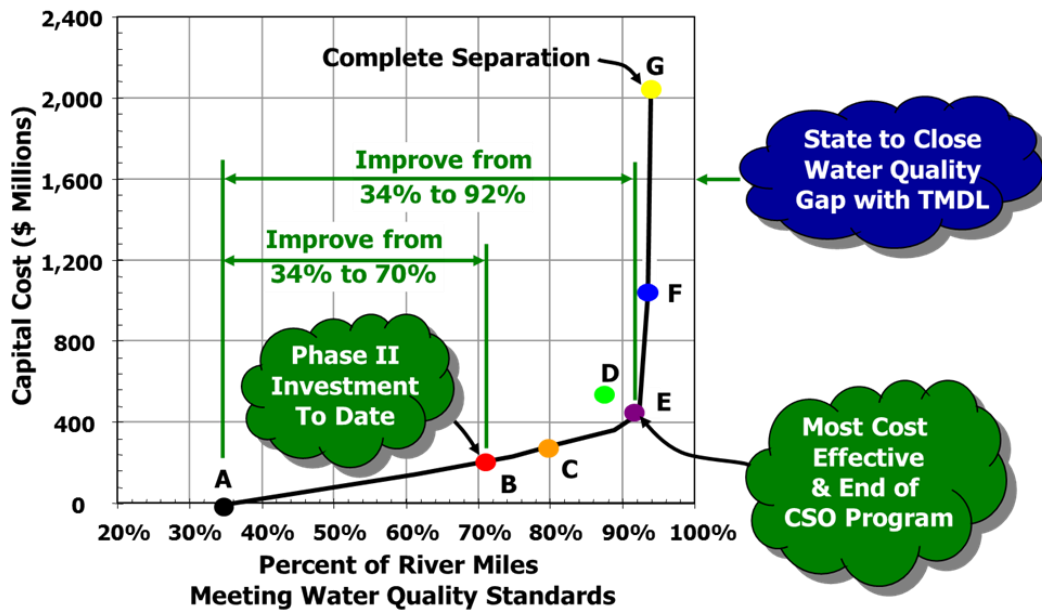 2,400
2,000
1,600
1,200
800
400
0
Capital Cost ($ Millions)
20%
30%
40%
50%
60%
70%
80%
90%
100%
Percent of River Miles
Meeting Water Quality Standards
Complete Separation
G
Improve from
34% to 92%
Improve from
34% to 70%
Phase II
Investment
To Date
A
B
C
D
E
F
State to Close
Water Quality
Gap with TMDL
Most Cost
Effective
& End of
CSO Program